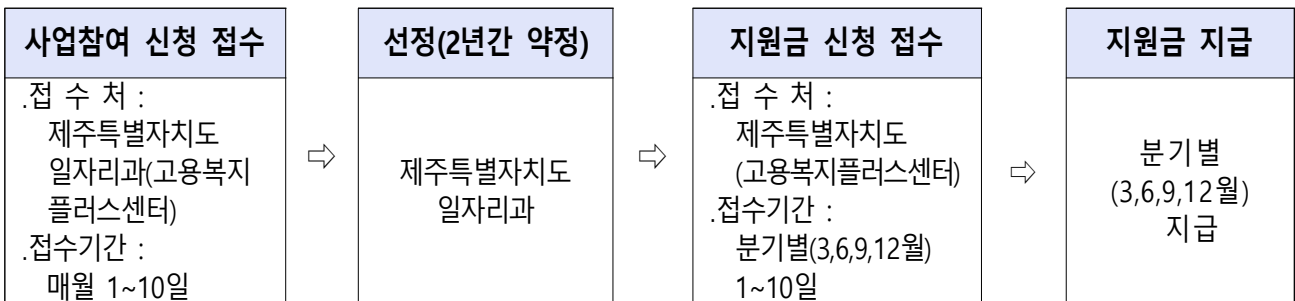 사업참여 신청 접수
.접 수 처 :
제주특별자치도
일자리과(고용복지
플러스센터)
.접수기간 :
매월 1~10일
⇨
선정(2년간 약정)
제주특별자치도
일자리과
⇨
지원금 신청 접수
.접 수 처 :
제주특별자치도
(고용복지플러스센터)
.접수기간 :
분기별(3,6,9,12월)
1~10일
⇨
지원금 지급
분기별
(3,6,9,12월)
지급